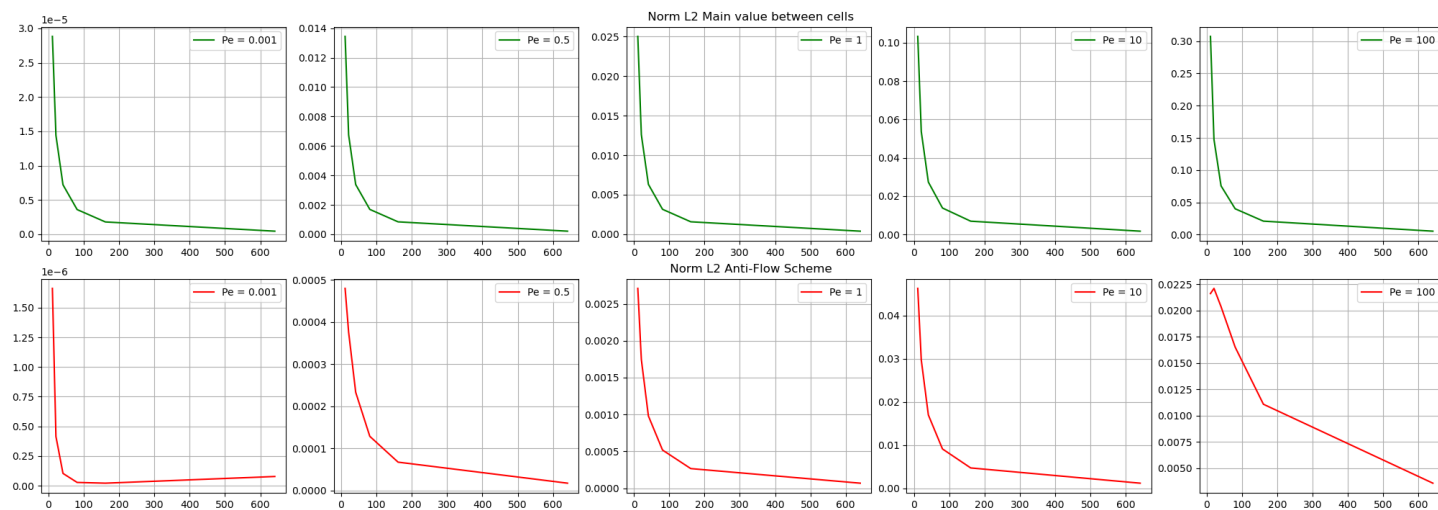 Norm L2 Main value between cells
1e−5
3.0
2.5
2.0
1.5
1.0
0.5
0.0
0 100 200 300 400 500 600
Pe = 0.001
0.014
0.012
0.010
0.008
0.006
0.004
0.002
0.000
0 100 200 300 400 500 600
Pe = 0.5
0.025
0.020
0.015
0.010
0.005
0.000
0 100 200 300 400 500 600
Pe = 1
0.10
0.08
0.06
0.04
0.02
0.00
0 100 200 300 400 500 600
Pe = 10
0.30
0.25
0.20
0.15
0.10
0.05
0.00
0 100 200 300 400 500 600
Pe = 100
Norm L2 Anti-Flow Scheme
1e−6
1.50
1.25
1.00
0.75
0.50
0.25
0.00
0 100 200 300 400 500 600
Pe = 0.001
0.0005
0.0004
0.0003
0.0002
0.0001
0.0000
0 100 200 300 400 500 600
Pe = 0.5
0.0025
0.0020
0.0015
0.0010
0.0005
0.0000
0 100 200 300 400 500 600
Pe = 1
0.04
0.03
0.02
0.01
0.00
0 100 200 300 400 500 600
Pe = 10
0.0225
0.0200
0.0175
0.0150
0.0125
0.0100
0.0075
0.0050
0 100 200 300 400 500 600
Pe = 100